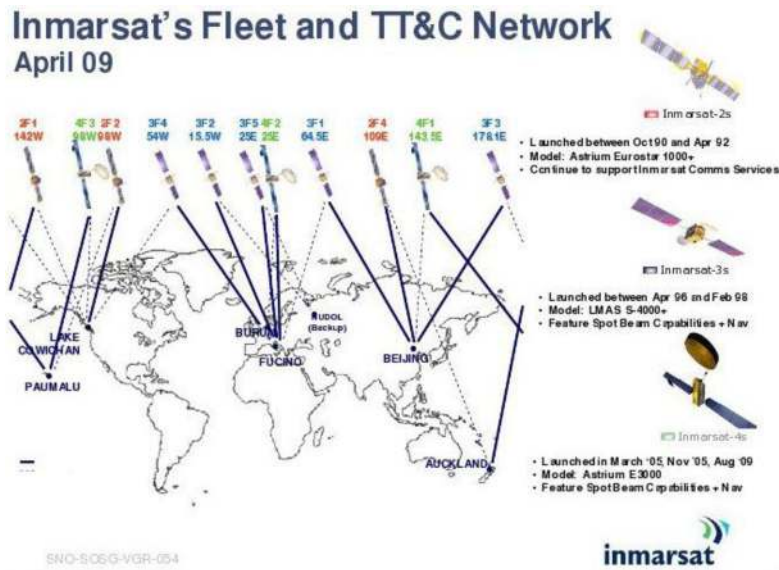 Inmarsat's Fleet and TT&C Network
April 09
2F1 4F3 2F2 3F4 3F2 3F5 4F2 3F1 2F4 4F1 3F3
142W 98W 98W 54W 15.5W 25E 25E 64.5E 109E 143.5E 178.1E
Inmarsat-2s
• Launched between Oct 90 and Apr 92
• Model: Astrium Eurostar 1000+
• Continue to support Inmarsat Comms Services
Inmarsat-3s
• Launched between Apr 96 and Feb 98
• Model: LMAS S-4000+
• Feature Spot Beam Capabilities + Nav
Inmarsat-4s
• Launched in March '05, Nov '05, Aug '09
• Model: Astrium E3000
• Feature Spot Beam Capabilities + Nav
LAKE
COWICHAN
PAUMALU
BURUM
RUDOL
(Backup)
FUCINO
BEIJING
AUCKLAND
SNO-SOSG-VGR-054
inmarsat